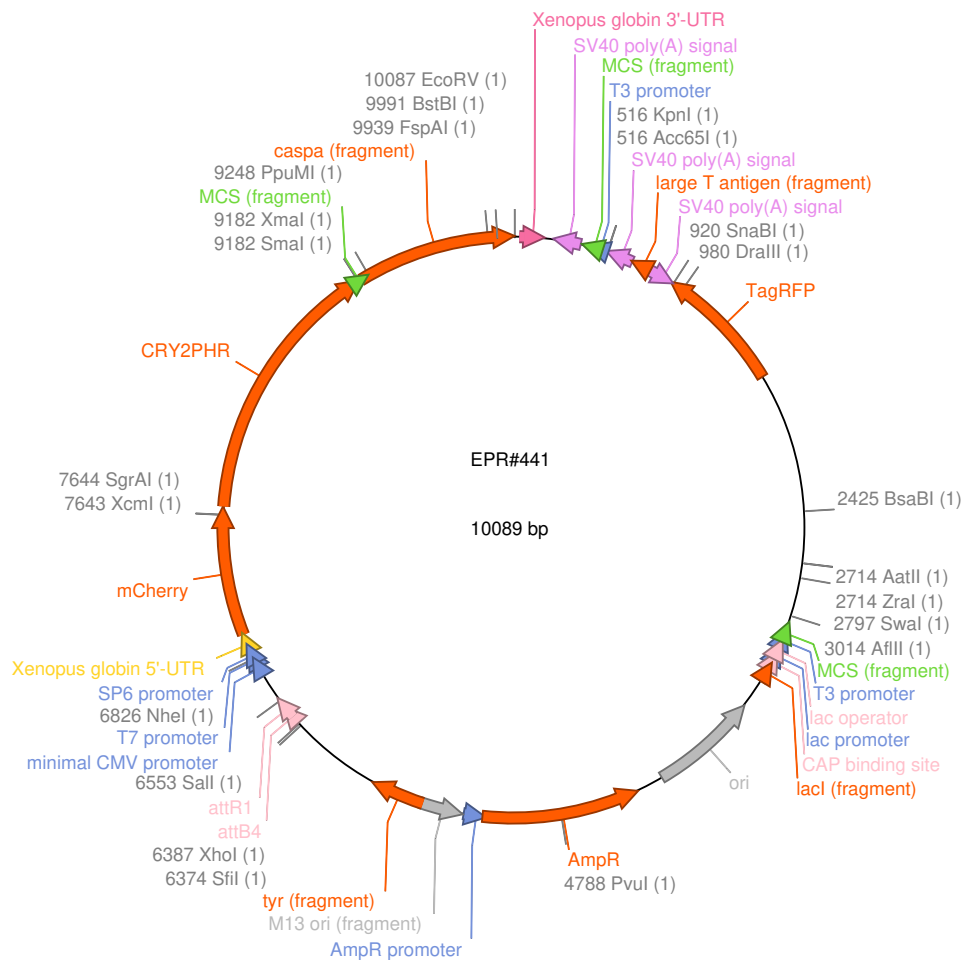 Xenopus globin 3'-UTR
SV40 poly(A) signal
MCS (fragment)
T3 promoter
516 KpnI (1)
516 Acc65I (1)
SV40 poly(A) signal
large T antigen (fragment)
SV40 poly(A) signal
920 SnaBI (1)
980 DraIII (1)
TagRFP
2425 BsaBI (1)
2714 AatII (1)
2714 ZraI (1)
2797 SwaI (1)
3014 AflII (1)
MCS (fragment)
T3 promoter
lac operator
lac promoter
CAP binding site
lacI (fragment)
ori
AmpR
4788 PvuI (1)
AmpR promoter
M13 ori (fragment)
tyr (fragment)
6374 SfiI (1)
6387 XhoI (1)
attB4
attR1
6553 SalI (1)
minimal CMV promoter
T7 promoter
6826 NheI (1)
SP6 promoter
Xenopus globin 5'-UTR
mCherry
7643 XcmI (1)
7644 SgrAI (1)
CRY2PHR
9182 SmaI (1)
9182 XmaI (1)
MCS (fragment)
9248 PpuMI (1)
caspa (fragment)
9939 FspAI (1)
9991 BstBI (1)
10087 EcoRV (1)
EPR#441
10089 bp